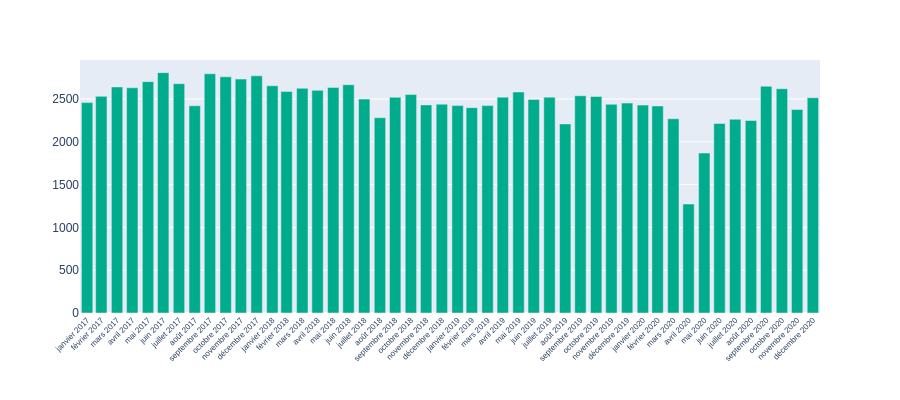 2500
2000
1500
1000
500
0
janvier 2017
février 2017
mars 2017
avril 2017
mai 2017
juin 2017
juillet 2017
août 2017
septembre 2017
octobre 2017
novembre 2017
décembre 2017
janvier 2018
février 2018
mars 2018
avril 2018
mai 2018
juin 2018
juillet 2018
août 2018
septembre 2018
octobre 2018
novembre 2018
décembre 2018
janvier 2019
février 2019
mars 2019
avril 2019
mai 2019
juin 2019
juillet 2019
août 2019
septembre 2019
octobre 2019
novembre 2019
décembre 2019
janvier 2020
février 2020
mars 2020
avril 2020
mai 2020
juin 2020
juillet 2020
août 2020
septembre 2020
octobre 2020
novembre 2020
décembre 2020